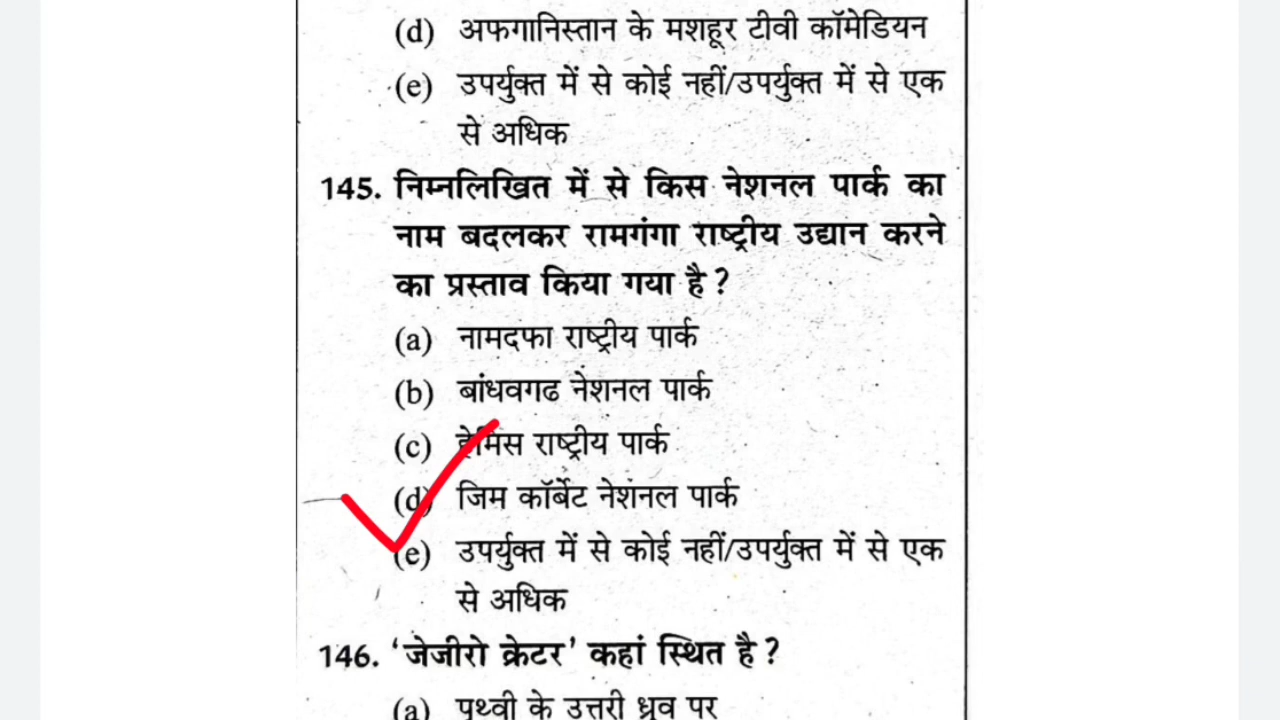 (d) अफगानिस्तान के मशहूर टीवी कॉमेडियन
(e) उपर्युक्त में से कोई नहीं/उपर्युक्त में से एक
से अधिक
145. निम्नलिखित में से किस नेशनल पार्क का
नाम बदलकर रामगंगा राष्ट्रीय उद्यान करने
का प्रस्ताव किया गया है ?
(a) नामदफा राष्ट्रीय पार्क
(b) बांधवगढ नेशनल पार्क
(c) हेमिस राष्ट्रीय पार्क
(d) जिम कॉर्बेट नेशनल पार्क
(e) उपर्युक्त में से कोई नहीं/उपर्युक्त में से एक
से अधिक
146. ‘जेजीरो क्रेटर’ कहां स्थित है ?
(a) पृथ्वी के उत्तरी ध्रुव पर